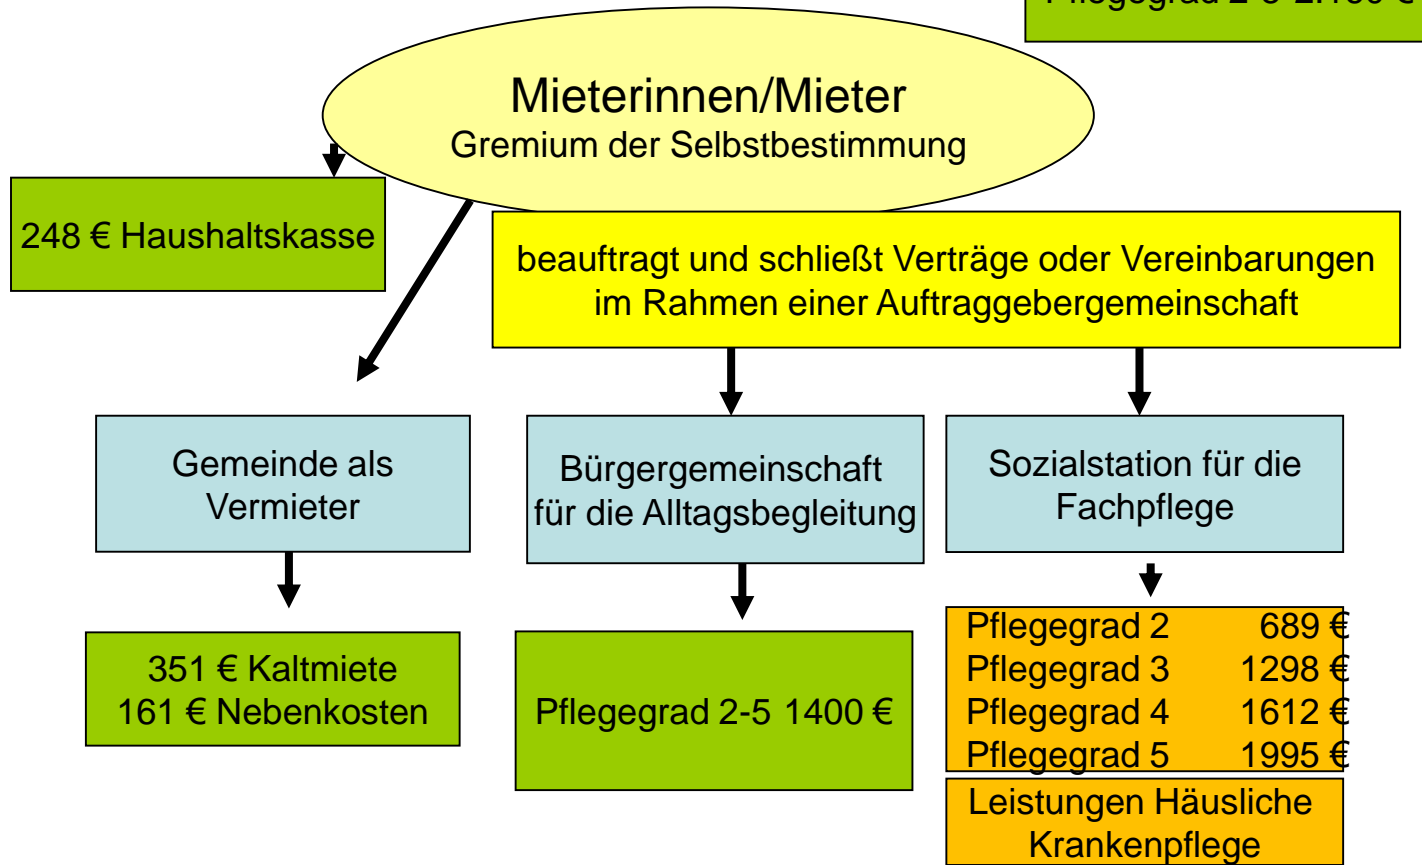 Mieterinnen/Mieter
Gremium der Selbstbestimmung
248 € Haushaltskasse
beauftragt und schließt Verträge oder Vereinbarungen
im Rahmen einer Auftraggebergemeinschaft
Gemeinde als
Vermieter
Bürgergemeinschaft
für die Alltagsbegleitung
Sozialstation für die
Fachpflege
351 € Kaltmiete
161 € Nebenkosten
Pflegegrad 2-5 1400 €
Pflegegrad 2 689 €
Pflegegrad 3 1298 €
Pflegegrad 4 1612 €
Pflegegrad 5 1995 €
Leistungen Häusliche
Krankenpflege